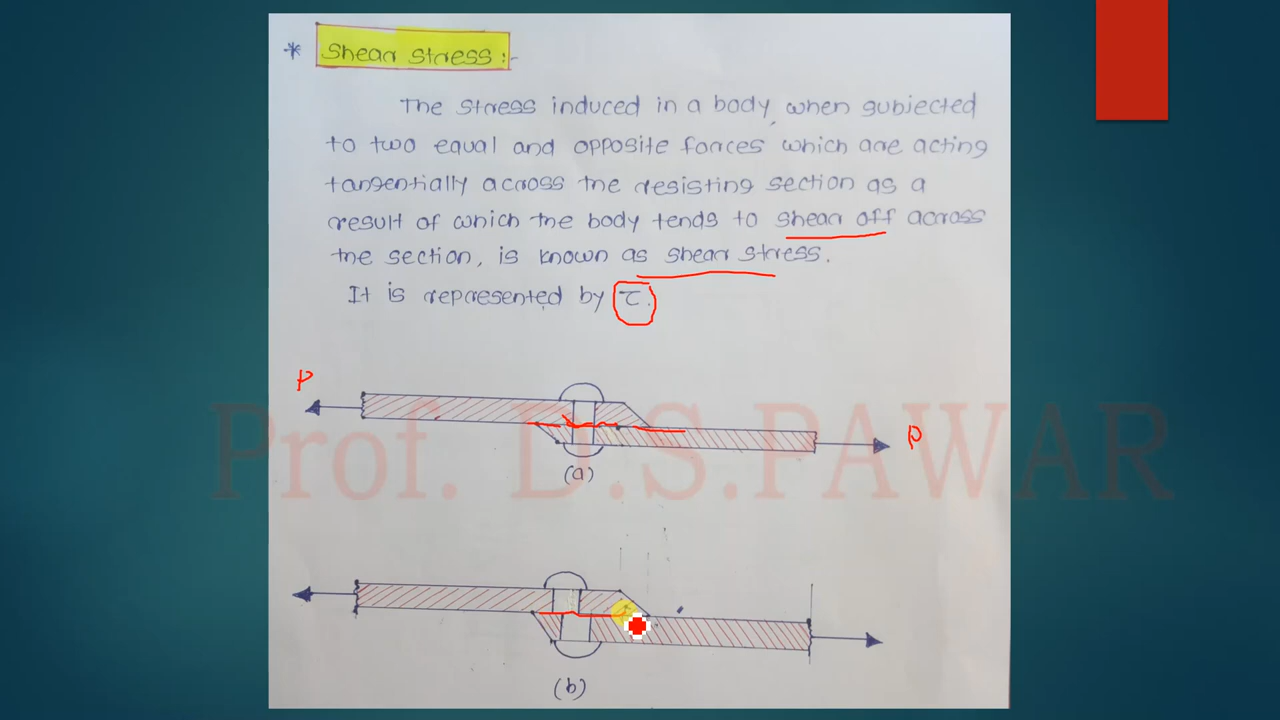 * Shear Stress :-
The stress induced in a body, when subjected
to two equal and opposite forces which are acting
tangentially across the resisting section as a
result of which the body tends to shear off across
the section, is known as shear stress.
It is represented by τ.
P
P
Prof. D.S.PAWAR
(a)
(b)